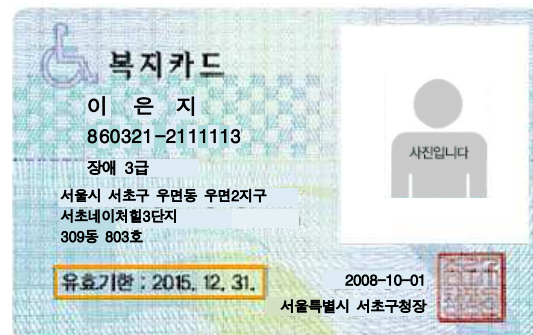 복지카드
이 은 지
860321-2111113
장애 3급
서울시 서초구 우면동 우면2지구
서초네이처힐3단지
309동 803호
사진입니다
유효기한 : 2015. 12. 31.
2008-10-01
서울특별시 서초구청장